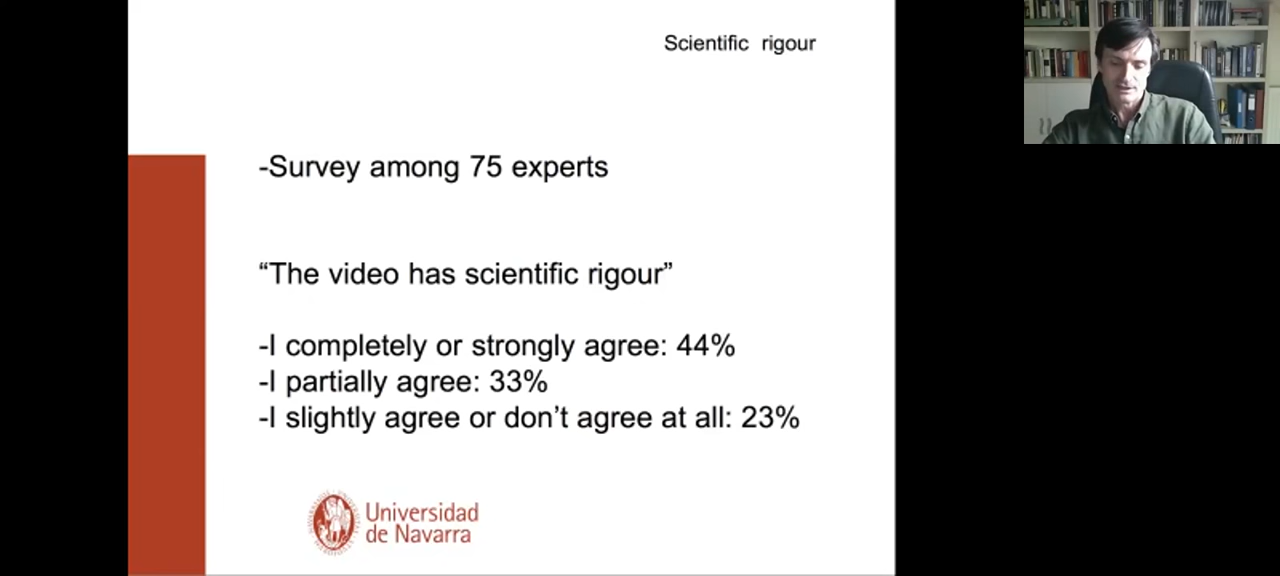 Scientific rigour
-Survey among 75 experts
“The video has scientific rigour”
-I completely or strongly agree: 44%
-I partially agree: 33%
-I slightly agree or don’t agree at all: 23%
Universidad
de Navarra